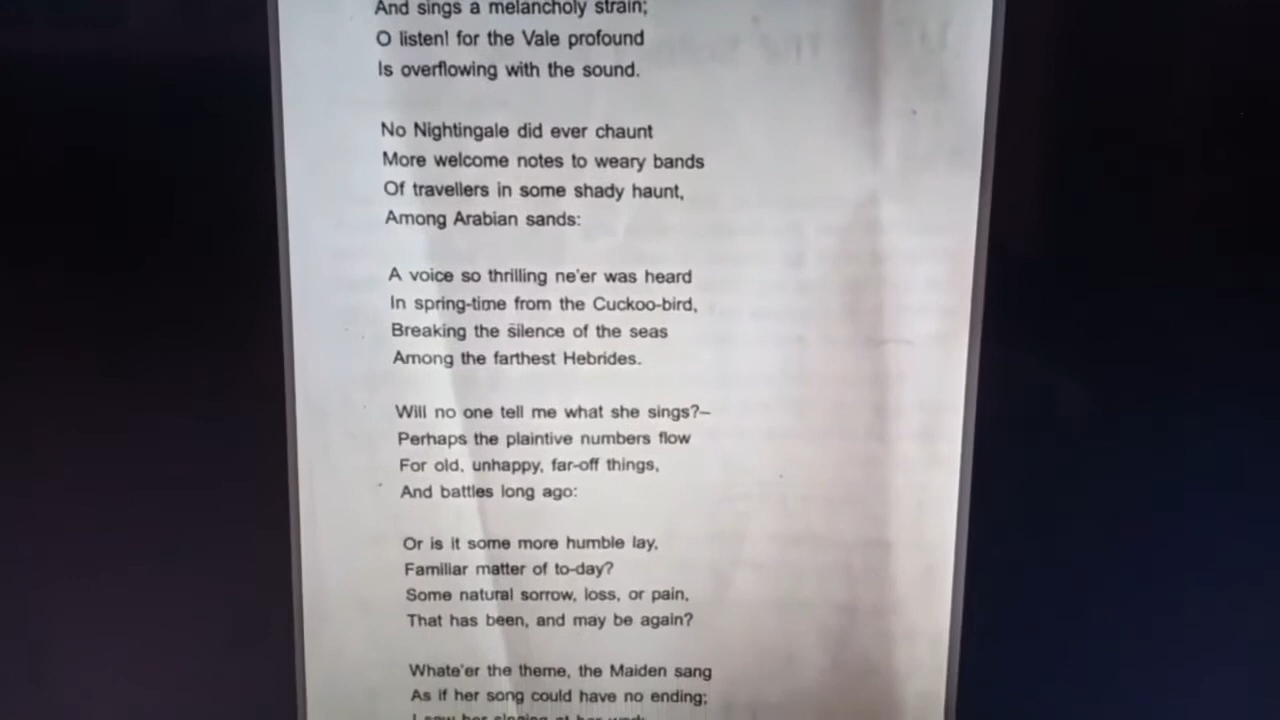 And sings a melancholy strain;
O listen! for the Vale profound
Is overflowing with the sound.
No Nightingale did ever chaunt
More welcome notes to weary bands
Of travellers in some shady haunt,
Among Arabian sands:
A voice so thrilling ne'er was heard
In spring-time from the Cuckoo-bird,
Breaking the silence of the seas
Among the farthest Hebrides.
Will no one tell me what she sings?–
Perhaps the plaintive numbers flow
For old, unhappy, far-off things,
And battles long ago:
Or is it some more humble lay,
Familiar matter of to-day?
Some natural sorrow, loss, or pain,
That has been, and may be again?
Whate'er the theme, the Maiden sang
As if her song could have no ending;
I saw her singing at her work,